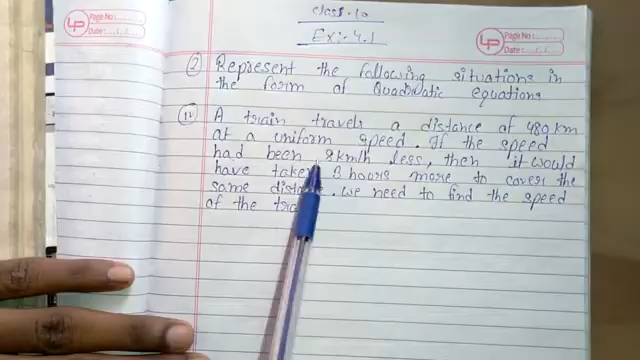 LP Page No:
Date: / /
class-10
Ex:- 4.1
LP Page No:
Date: / /
② Represent the following situations in
the form of Quadratic equations
(iv) A train travels a distance of 480 km
at a uniform speed. If the speed
had been 8km/h less, then it would
have taken 3 hours more to cover the
same distance. we need to find the speed
of the